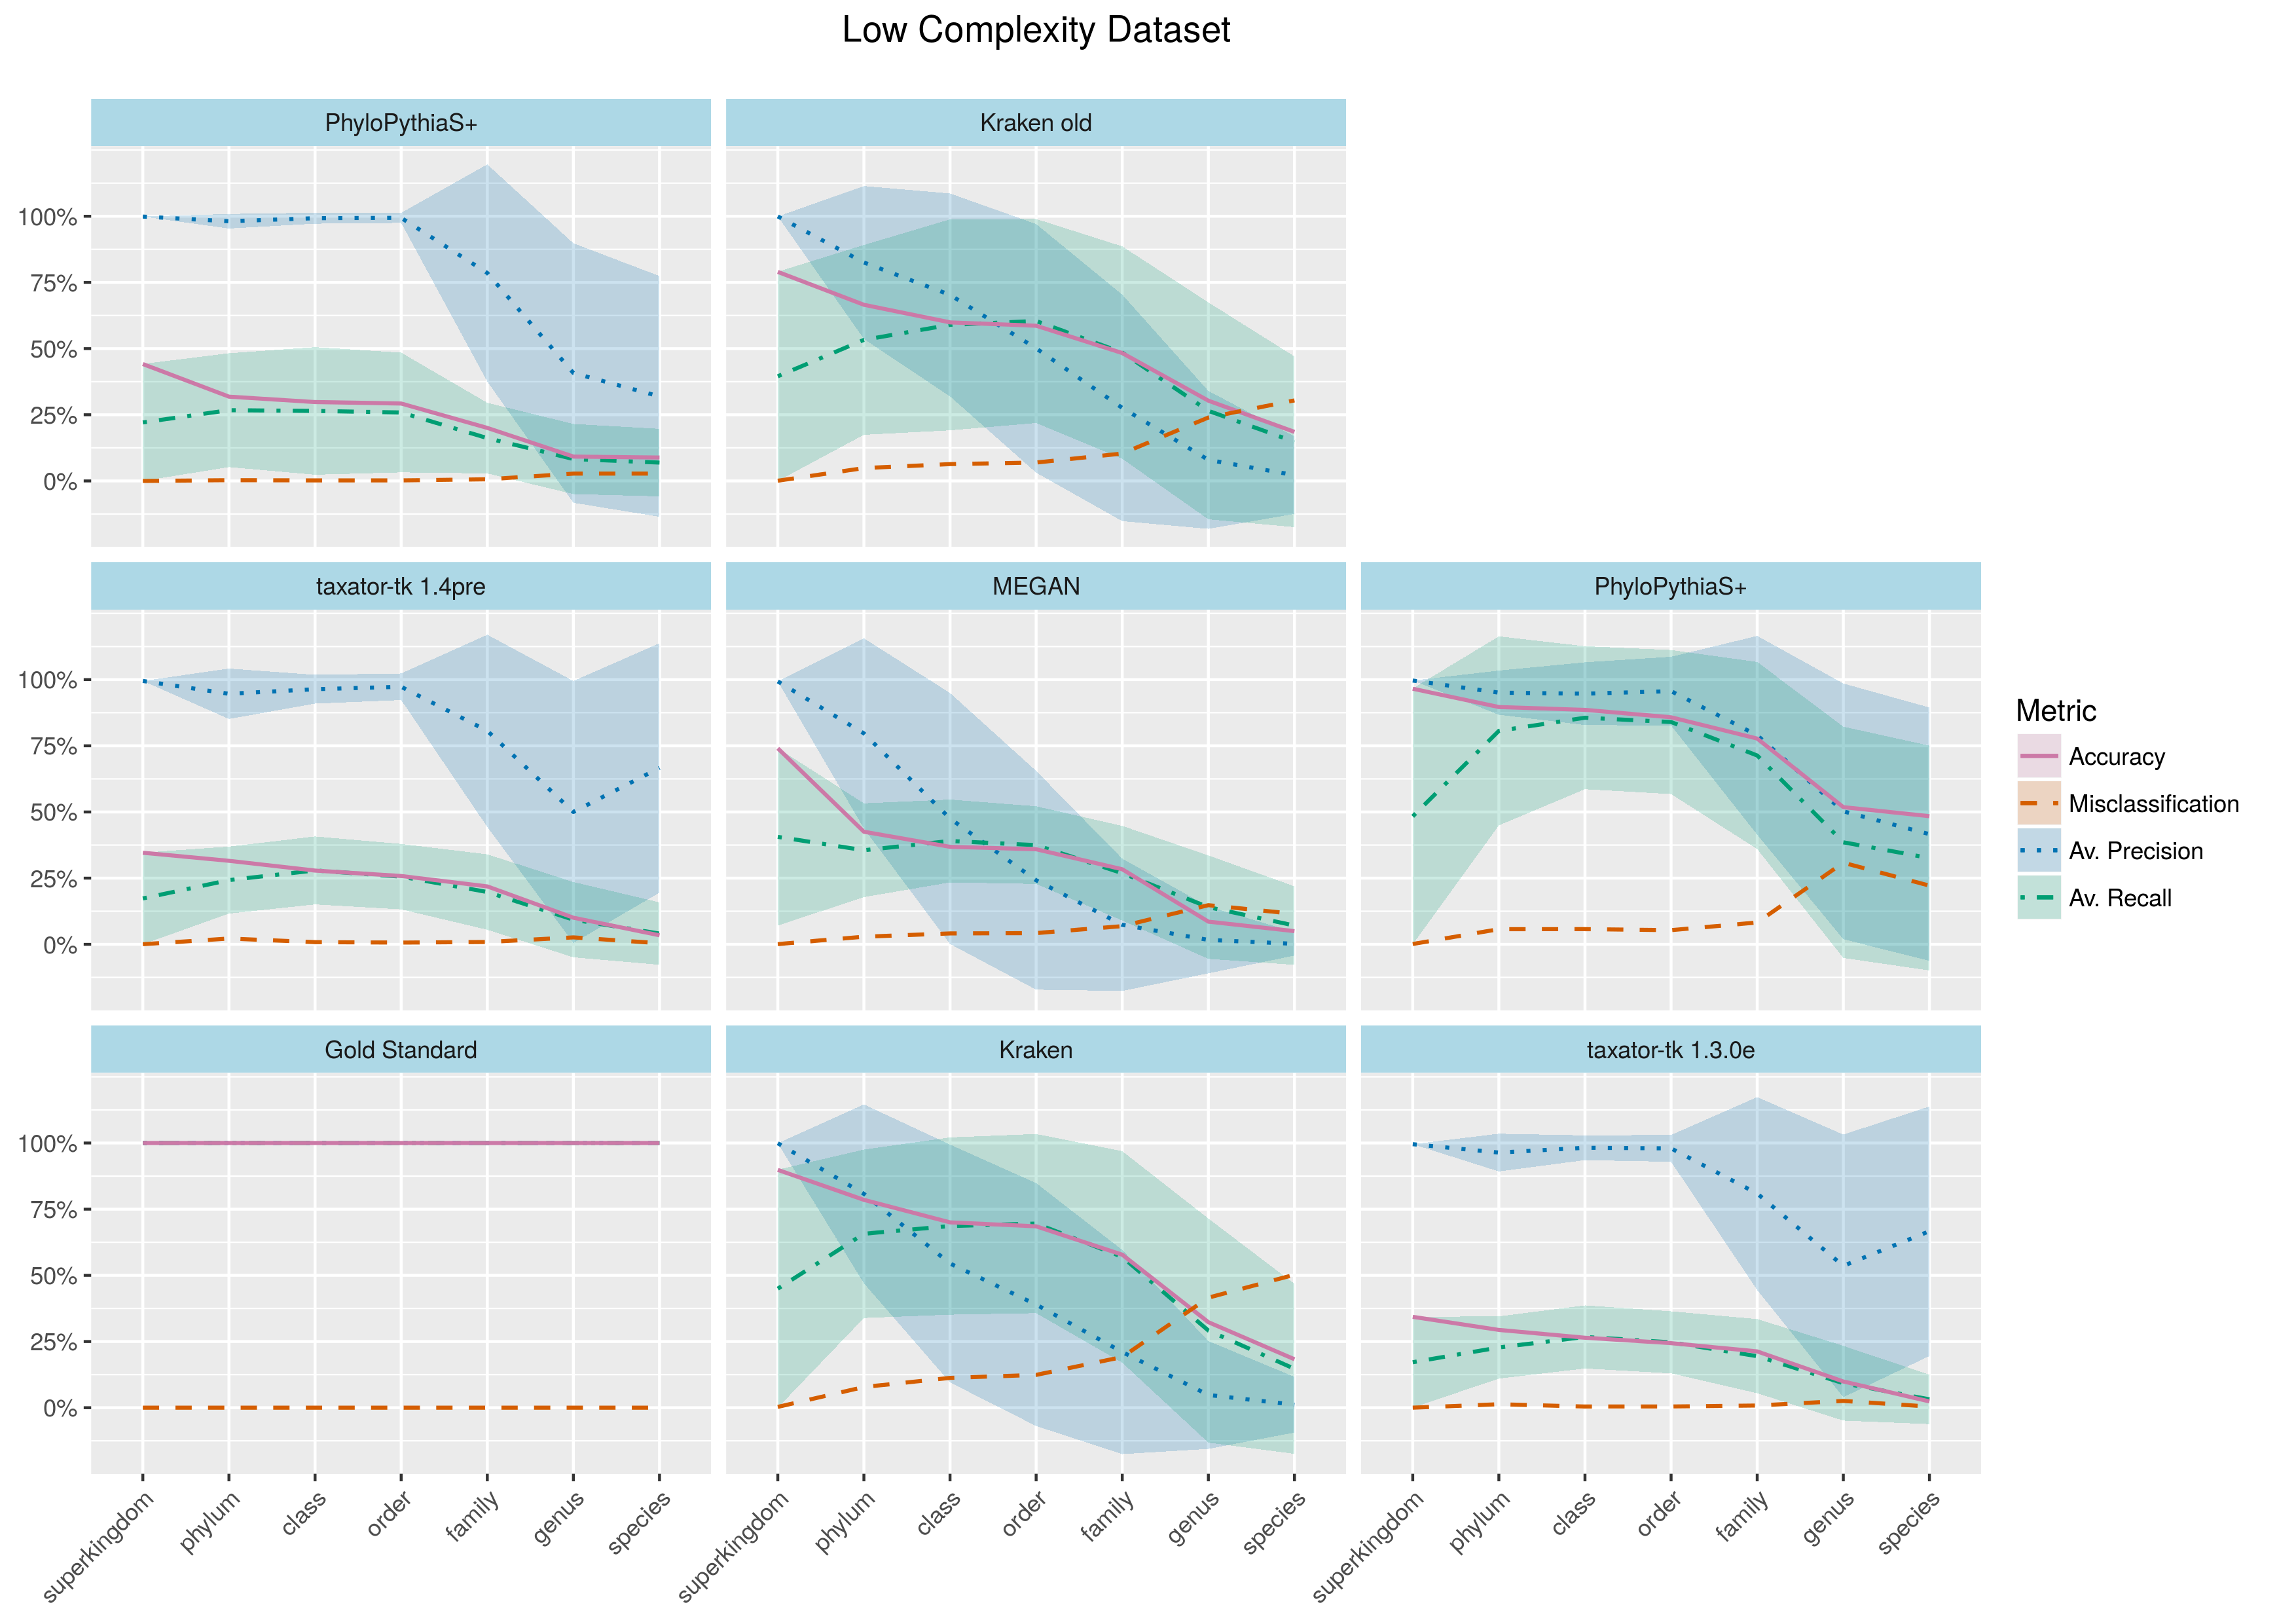 Low Complexity Dataset
PhyloPythiaS+
Kraken old
100%
75%
50%
25%
0%
taxator-tk 1.4pre
MEGAN
PhyloPythiaS+
100%
75%
50%
25%
0%
Metric
Accuracy
Misclassification
Av. Precision
Av. Recall
Gold Standard
Kraken
taxator-tk 1.3.0e
100%
75%
50%
25%
0%
superkingdom
phylum
class
order
family
genus
species
superkingdom
phylum
class
order
family
genus
species
superkingdom
phylum
class
order
family
genus
species